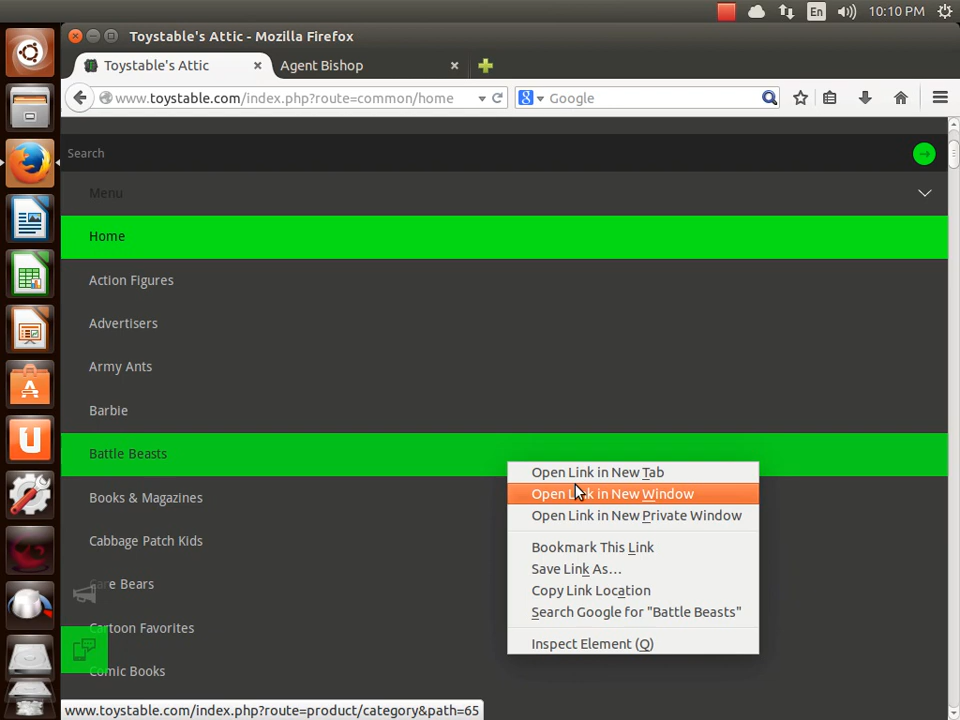 En
10:10 PM
Toystable's Attic - Mozilla Firefox
Toystable's Attic
Agent Bishop
www.toystable.com/index.php?route=common/home
Google
Search
Menu
Home
Action Figures
Advertisers
Army Ants
Barbie
Battle Beasts
Open Link in New Tab
Open Link in New Window
Books & Magazines
Open Link in New Private Window
Cabbage Patch Kids
Bookmark This Link
Save Link As...
Care Bears
Copy Link Location
Search Google for "Battle Beasts"
Cartoon Favorites
Inspect Element (Q)
Comic Books
www.toystable.com/index.php?route=product/category&path=65